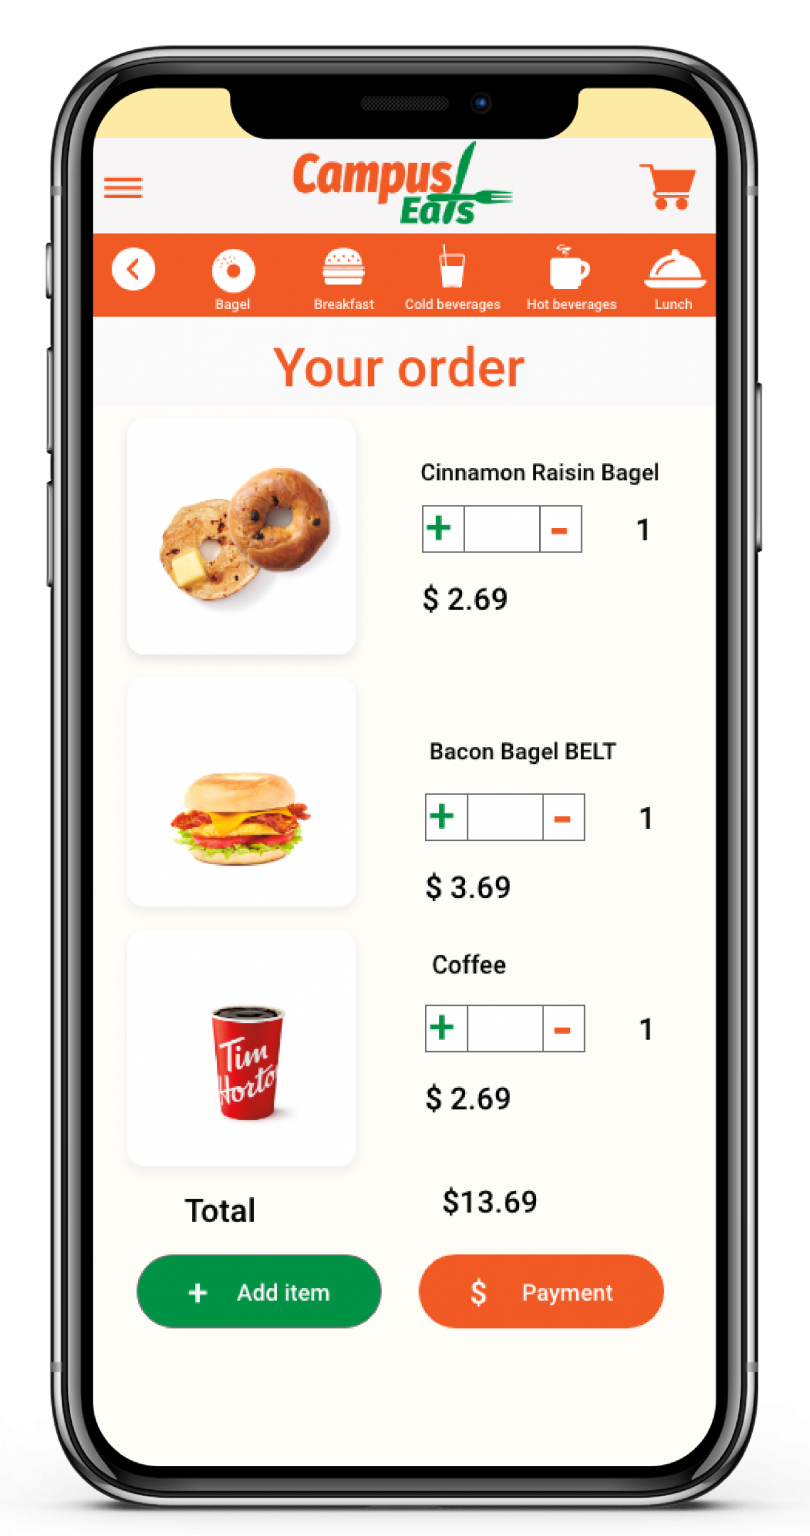 Campus
Eats
Bagel
Breakfast
Cold beverages
Hot beverages
Lunch
Your order
Cinnamon Raisin Bagel
+ - 1
$ 2.69
Bacon Bagel BELT
+ - 1
$ 3.69
Coffee
+ - 1
$ 2.69
Tim
Horto
Total $13.69
+ Add item
$ Payment